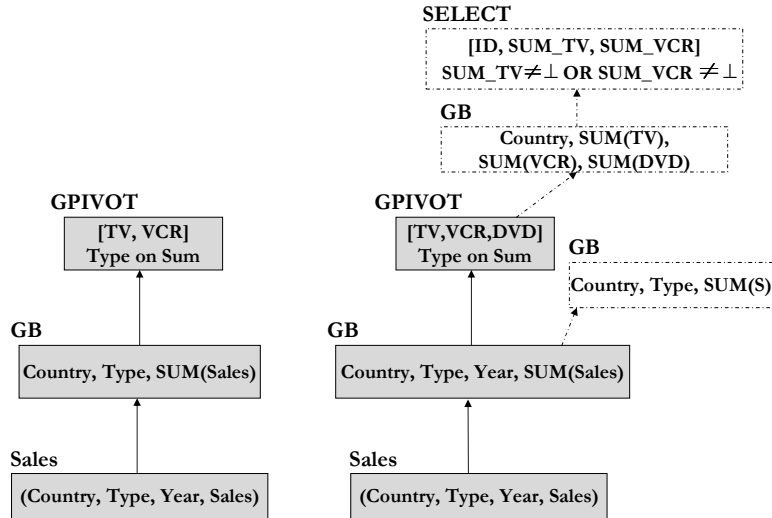 SELECT
[ID, SUM_TV, SUM_VCR]
SUM_TV≠⊥ OR SUM_VCR ≠⊥
GB
Country, SUM(TV),
SUM(VCR), SUM(DVD)
GPIVOT
[TV, VCR]
Type on Sum
GPIVOT
[TV,VCR,DVD]
Type on Sum
GB
Country, Type, SUM(S)
GB
Country, Type, SUM(Sales)
GB
Country, Type, Year, SUM(Sales)
Sales
(Country, Type, Year, Sales)
Sales
(Country, Type, Year, Sales)